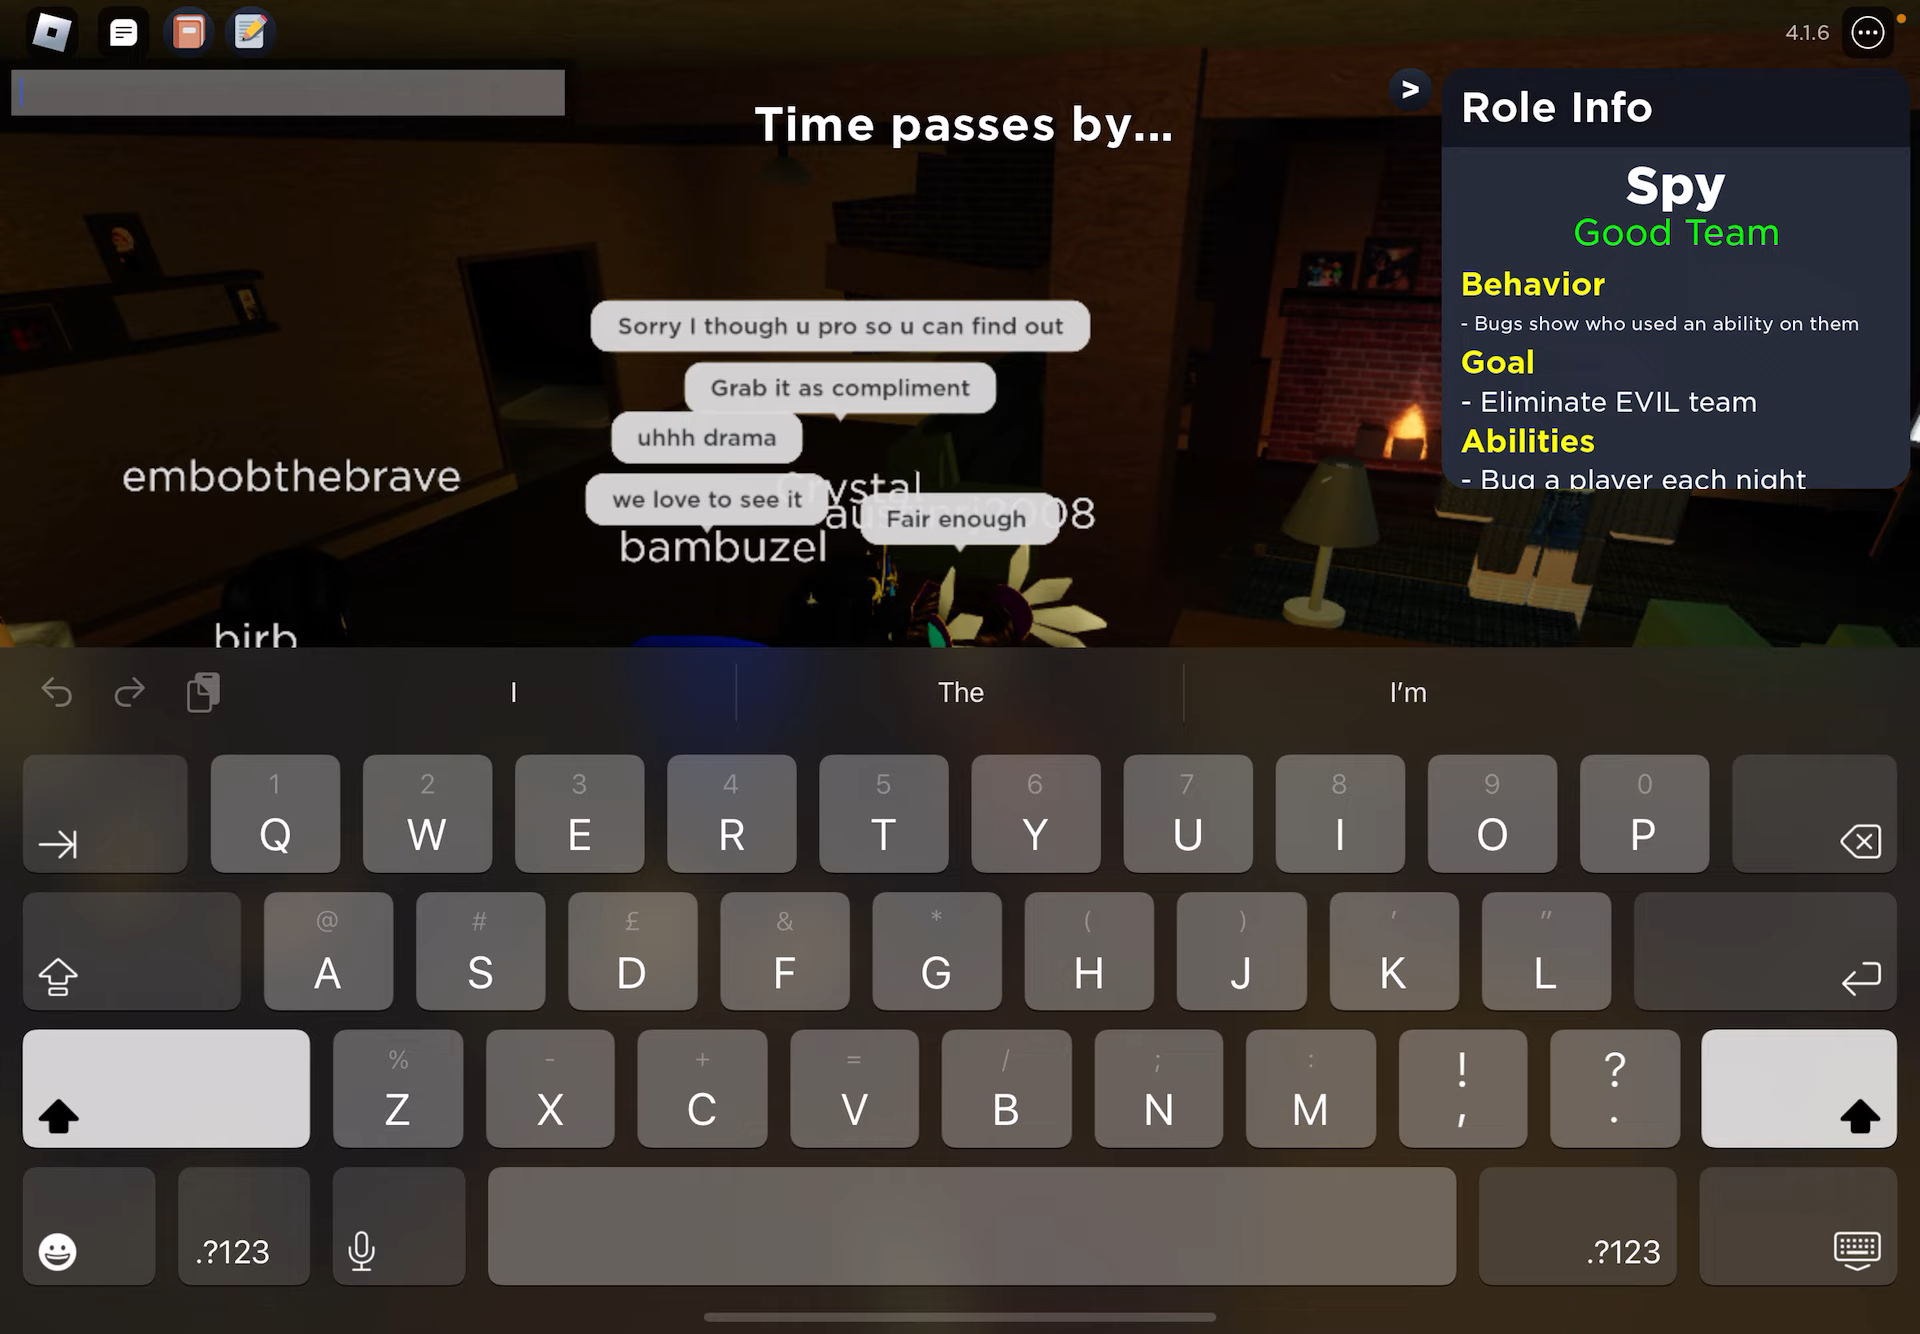 4.1.6
>
Role Info
Time passes by...
Spy
Good Team
Behavior
- Bugs show who used an ability on them
Goal
- Eliminate EVIL team
Abilities
- Bug a player each night
Sorry I though u pro so u can find out
Grab it as compliment
uhhh drama
we love to see it
Crystal
Fair enough
embobthebrave
bambuzel
birb
I
The
I'm
1 2 3 4 5 6 7 8 9 0
Q W E R T Y U I O P
@ # £ & * ( ) ' "
A S D F G H J K L
% - + = / ; : ! ?
Z X C V B N M , .
.?123
.?123